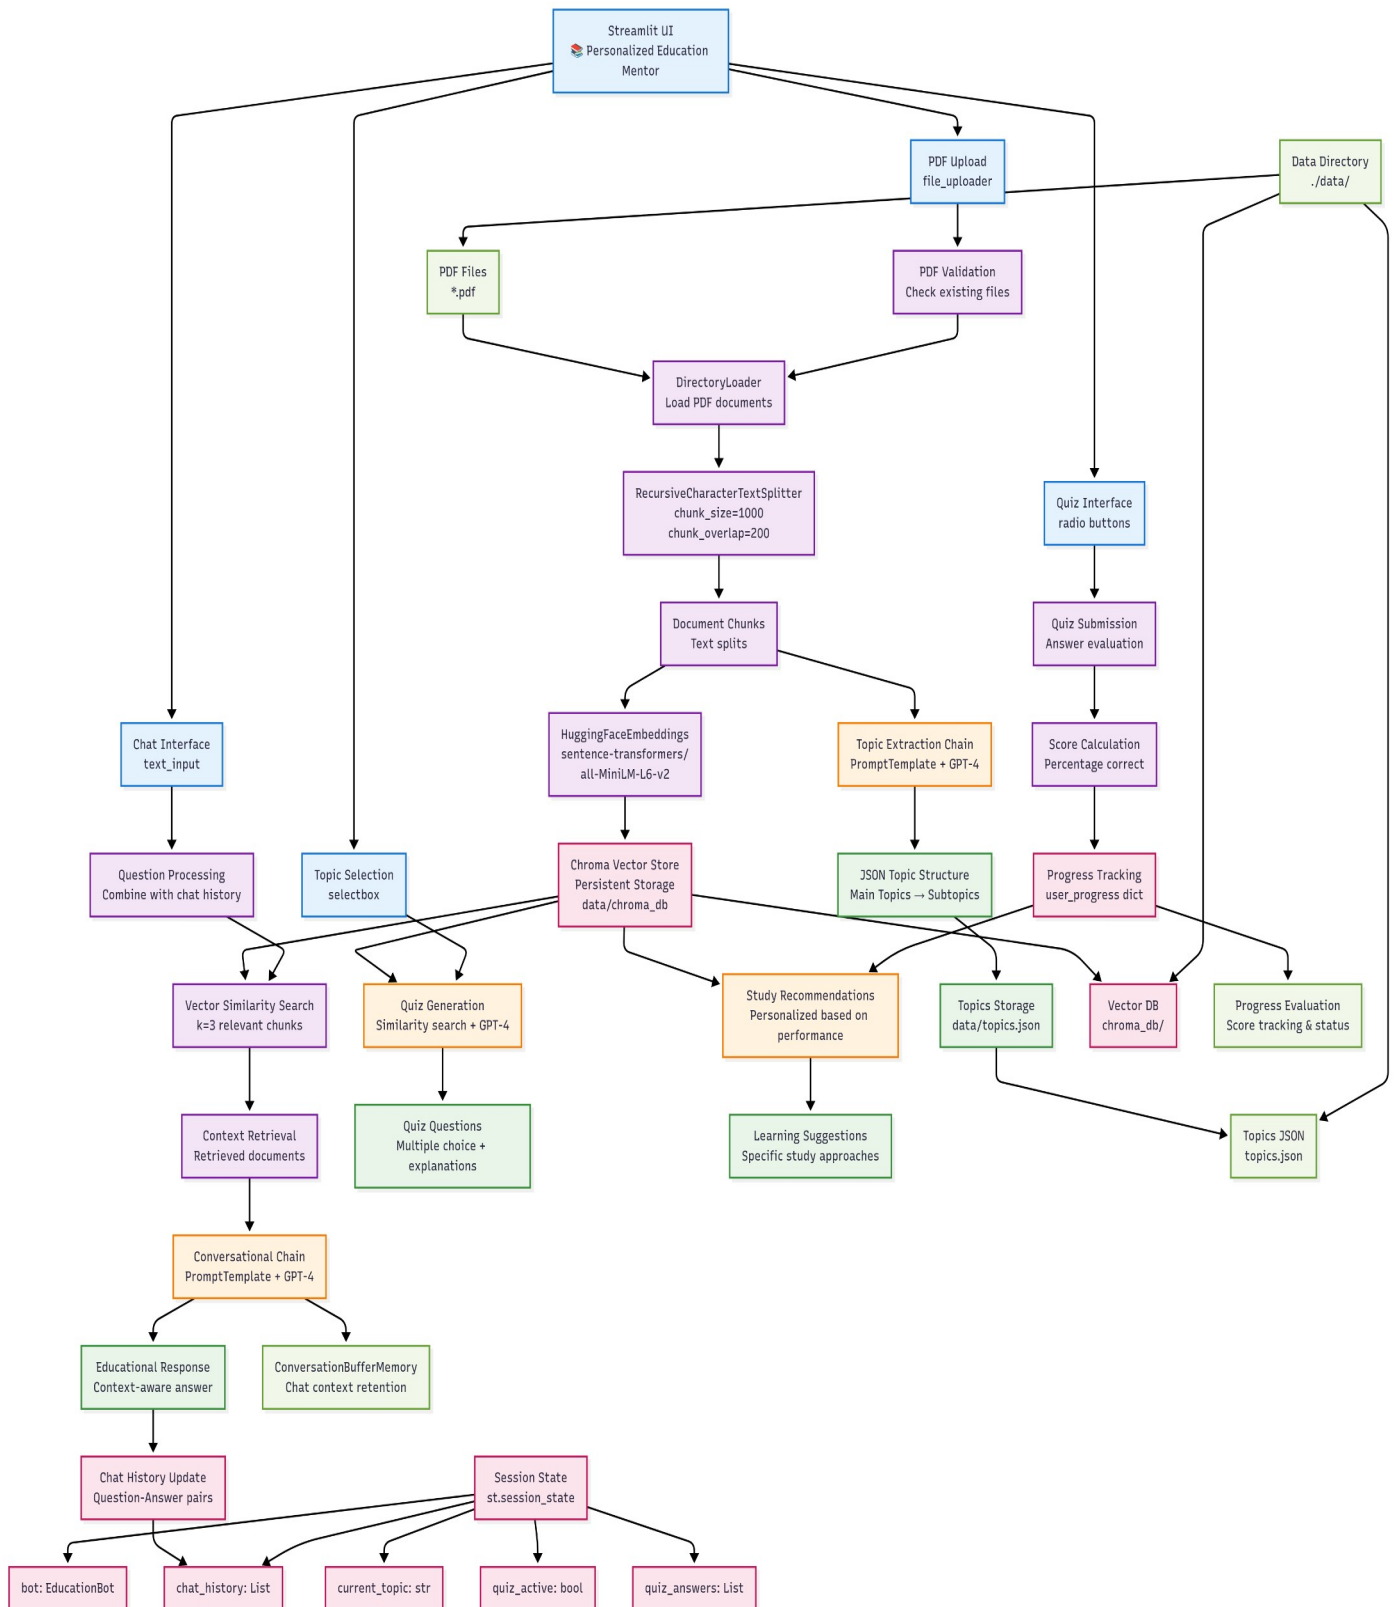 Streamlit UI
📚 Personalized Education
Mentor
PDF Upload
file_uploader
Data Directory
./data/
PDF Files
*.pdf
PDF Validation
Check existing files
DirectoryLoader
Load PDF documents
RecursiveCharacterTextSplitter
chunk_size=1000
chunk_overlap=200
Quiz Interface
radio buttons
Document Chunks
Text splits
Quiz Submission
Answer evaluation
Chat Interface
text_input
HuggingFaceEmbeddings
sentence-transformers/
all-MiniLM-L6-v2
Topic Extraction Chain
PromptTemplate + GPT-4
Score Calculation
Percentage correct
Question Processing
Combine with chat history
Topic Selection
selectbox
Chroma Vector Store
Persistent Storage
data/chroma_db
JSON Topic Structure
Main Topics → Subtopics
Progress Tracking
user_progress dict
Vector Similarity Search
k=3 relevant chunks
Quiz Generation
Similarity search + GPT-4
Study Recommendations
Personalized based on
performance
Topics Storage
data/topics.json
Vector DB
chroma_db/
Progress Evaluation
Score tracking & status
Context Retrieval
Retrieved documents
Quiz Questions
Multiple choice +
explanations
Learning Suggestions
Specific study approaches
Topics JSON
topics.json
Conversational Chain
PromptTemplate + GPT-4
Educational Response
Context-aware answer
ConversationBufferMemory
Chat context retention
Chat History Update
Question-Answer pairs
Session State
st.session_state
bot: EducationBot
chat_history: List
current_topic: str
quiz_active: bool
quiz_answers: List